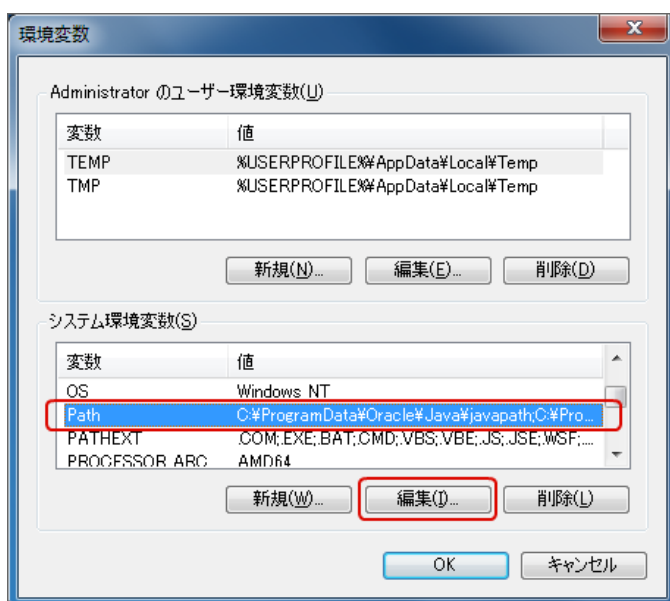 環境変数
Administrator のユーザー環境変数(U)
変数 値
TEMP %USERPROFILE%¥AppData¥Local¥Temp
TMP %USERPROFILE%¥AppData¥Local¥Temp
新規(N)... 編集(E)... 削除(D)
システム環境変数(S)
変数 値
OS Windows_NT
Path C:¥ProgramData¥Oracle¥Java¥javapath;C:¥Pro...
PATHEXT .COM;.EXE;.BAT;.CMD;.VBS;.VBE;.JS;.JSE;.WSF;....
PROCESSOR_ARC... AMD64
新規(W)... 編集(I)... 削除(L)
OK キャンセル